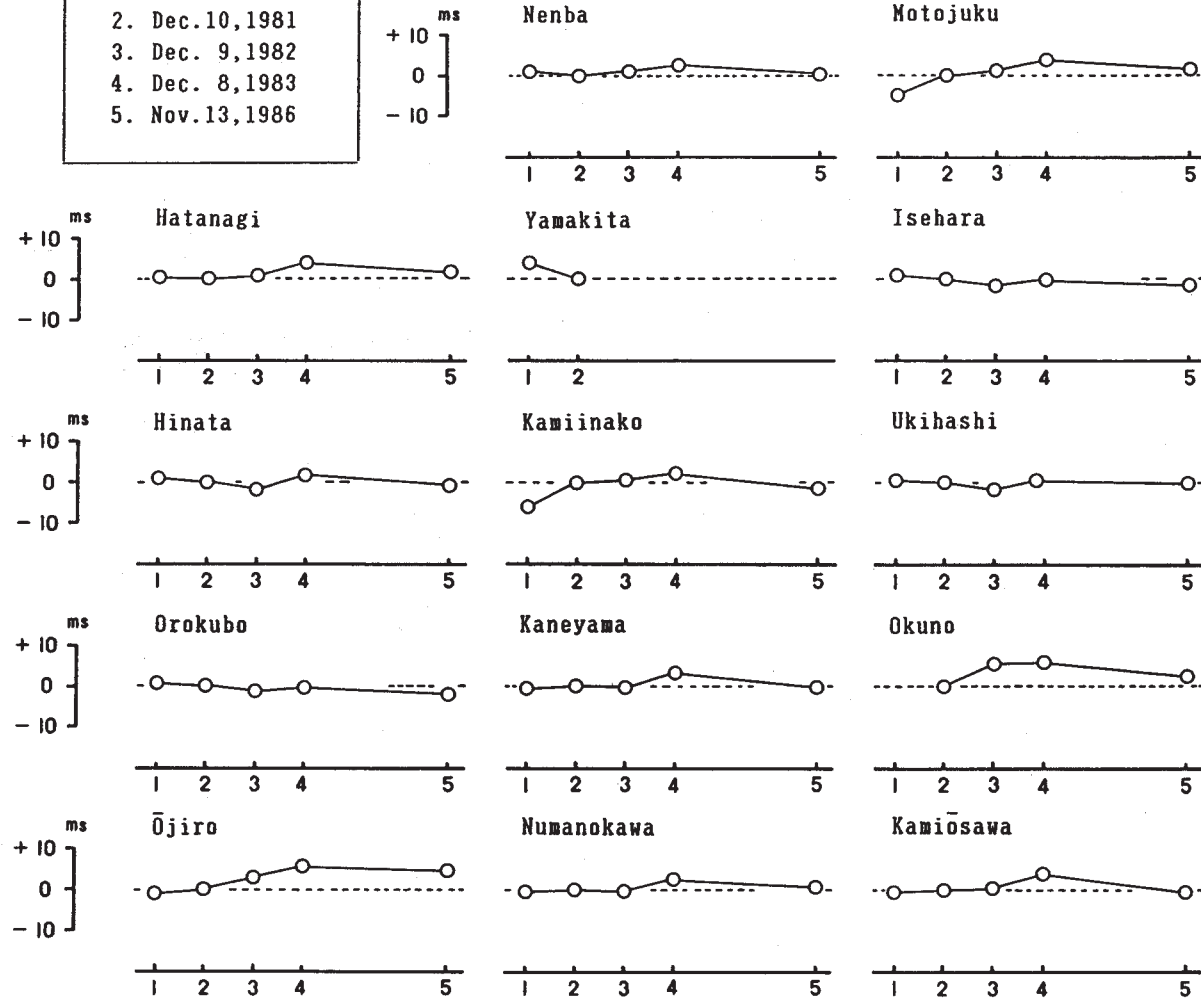 2. Dec.10,1981
3. Dec. 9,1982
4. Dec. 8,1983
5. Nov.13,1986
ms
+ 10
0
− 10
Nenba
1 2 3 4 5
Motojuku
1 2 3 4 5
ms
+ 10
0
− 10
Hatanagi
1 2 3 4 5
Yamakita
1 2
Isehara
1 2 3 4 5
ms
+ 10
0
− 10
Hinata
1 2 3 4 5
Kamiinako
1 2 3 4 5
Ukihashi
1 2 3 4 5
ms
+ 10
0
− 10
Orokubo
1 2 3 4 5
Kaneyama
1 2 3 4 5
Okuno
2 3 4 5
ms
+ 10
0
− 10
Ōjiro
1 2 3 4 5
Numanokawa
1 2 3 4 5
Kamiōsawa
1 2 3 4 5